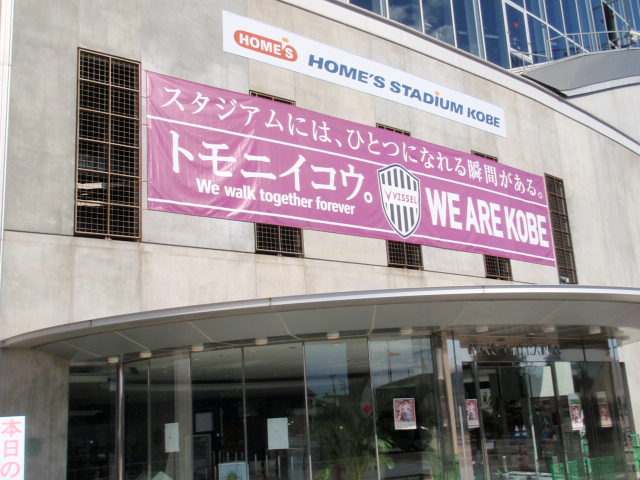 HOME'S
HOME'S STADIUM KOBE
スタジアムには、ひとつになれる瞬間がある。
トモニイコウ。
We walk together forever
VISSEL
WE ARE KOBE
本日の